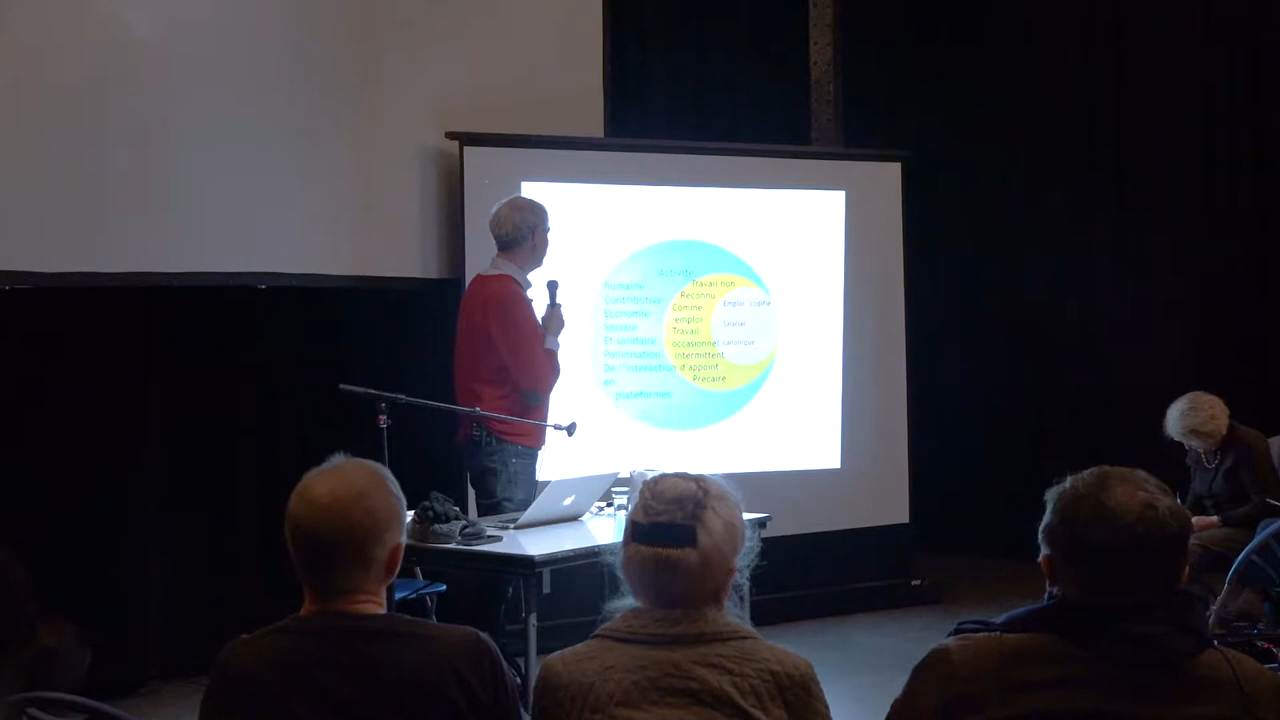 Activité
humaine
Contributive
Economie
Sociale
Et solidaire
Pollinisation
De l'interaction
en
plateformes
Travail non
Reconnu
Comme
emploi
Travail
occasionnel
intermittent
d'appoint
Précaire
Emploi codifié
Salarial
canonique